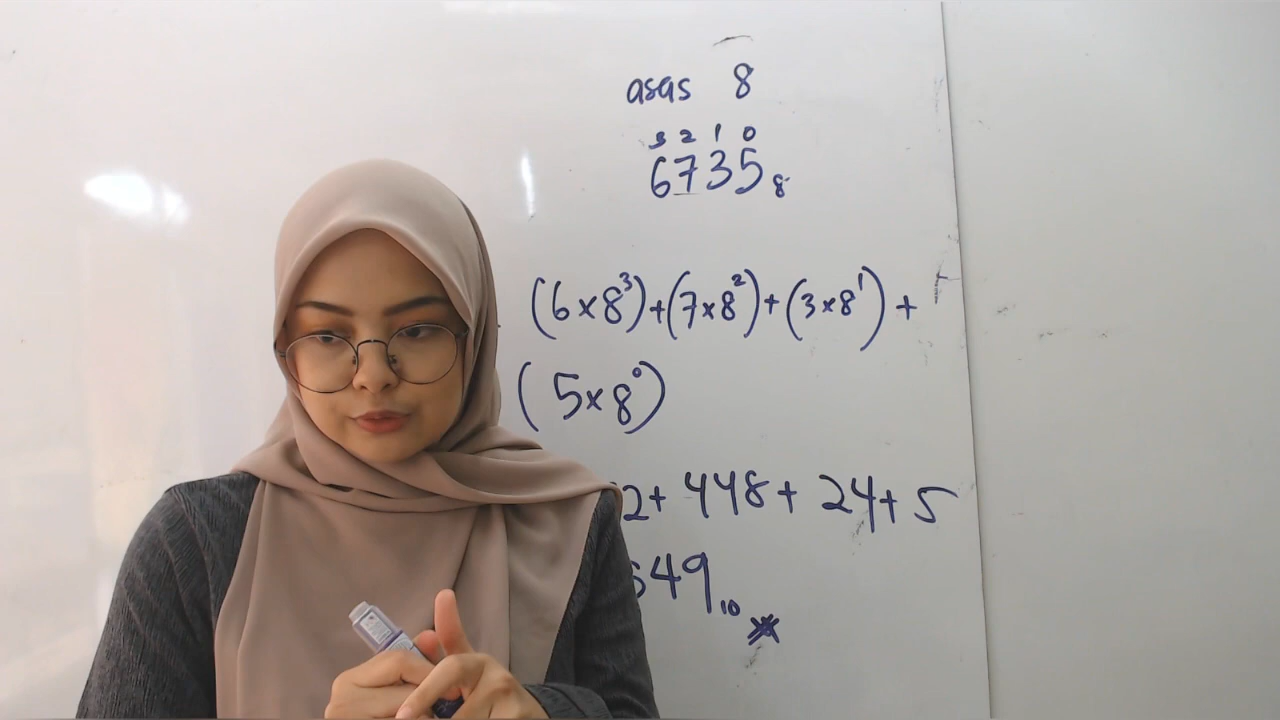 asas 8
3 2 1 0
6735₈
(6×8³)+(7×8²)+(3×8¹)+
(5×8⁰)
2+ 448+ 24+ 5
549₁₀